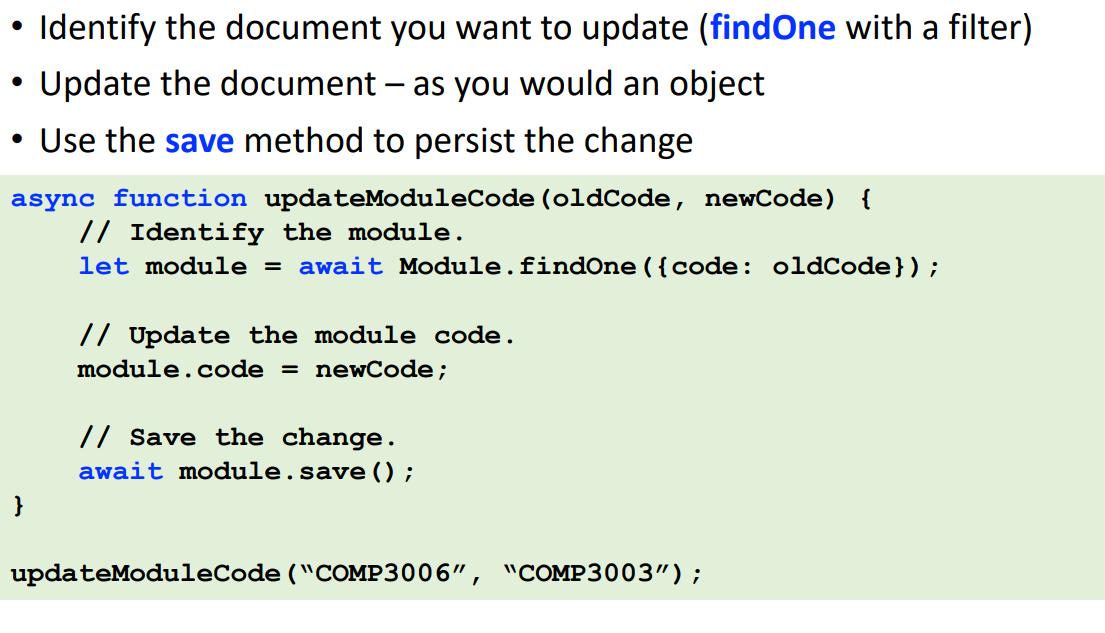 • Identify the document you want to update (findOne with a filter)
• Update the document – as you would an object
• Use the save method to persist the change
async function updateModuleCode(oldCode, newCode) {
    // Identify the module.
    let module = await Module.findOne({code: oldCode});

    // Update the module code.
    module.code = newCode;

    // Save the change.
    await module.save();
}

updateModuleCode(“COMP3006”, “COMP3003”);